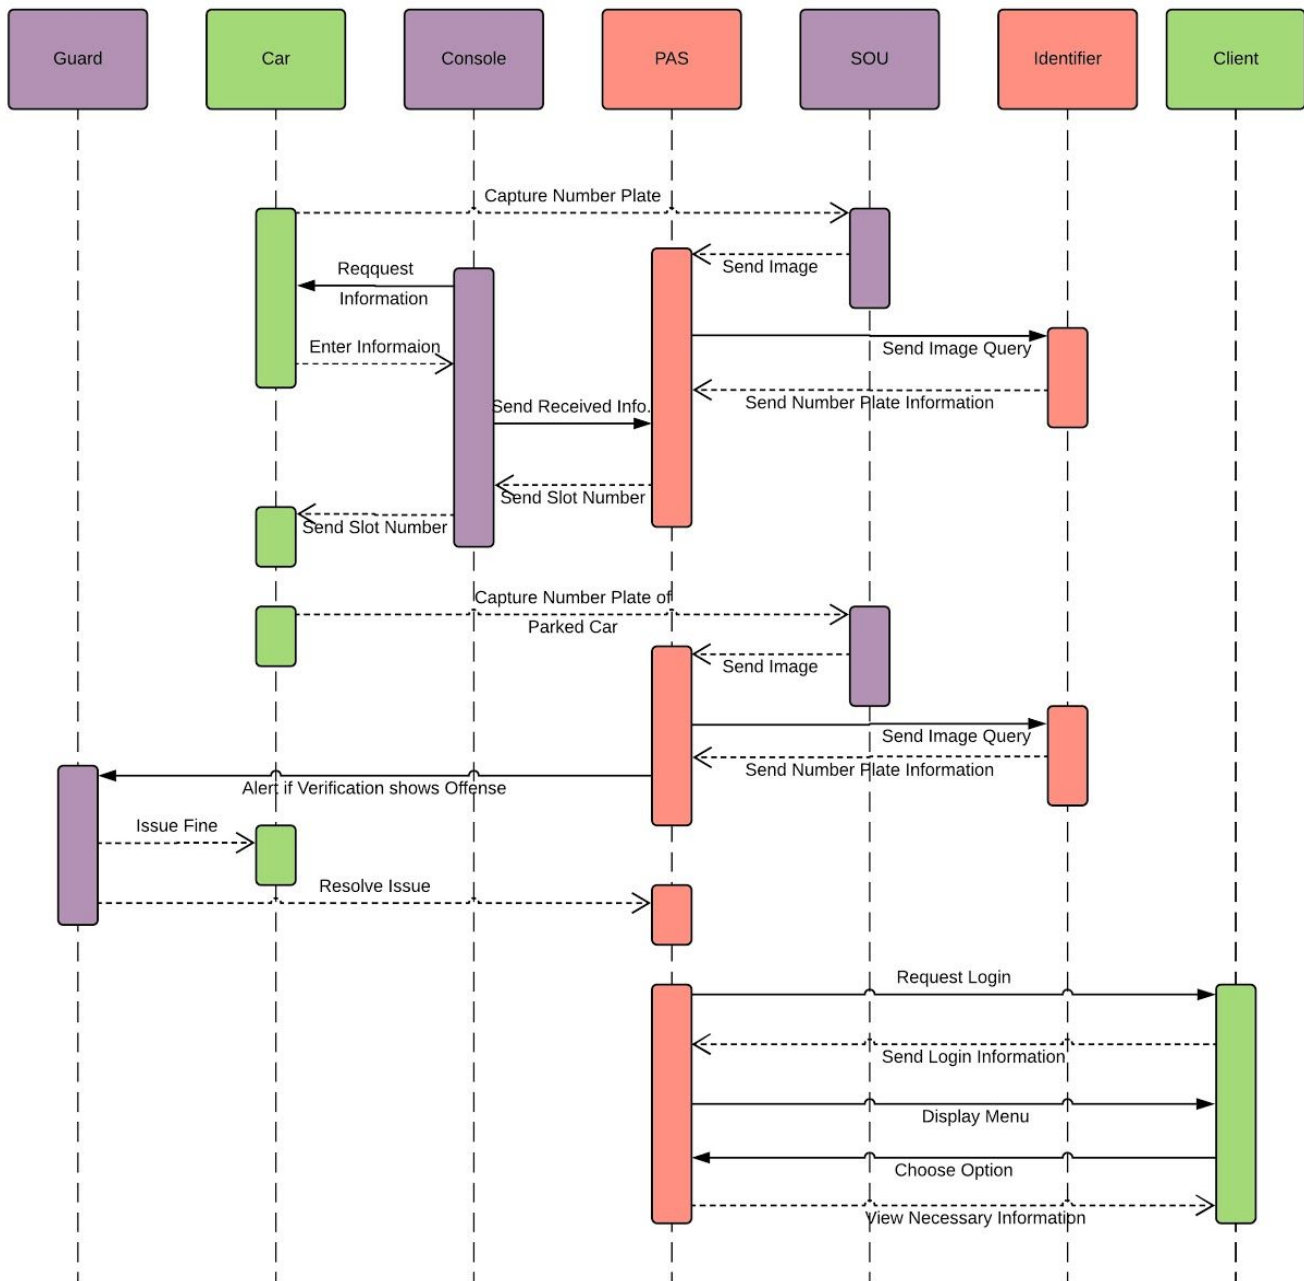 Guard
Car
Console
PAS
SOU
Identifier
Client
Capture Number Plate
Send Image
Reqquest
Information
Send Image Query
Enter Informaion
Send Number Plate Information
Send Received Info.
Send Slot Number
Send Slot Number
Capture Number Plate of
Parked Car
Send Image
Send Image Query
Send Number Plate Information
Alert if Verification shows Offense
Issue Fine
Resolve Issue
Request Login
Send Login Information
Display Menu
Choose Option
View Necessary Information